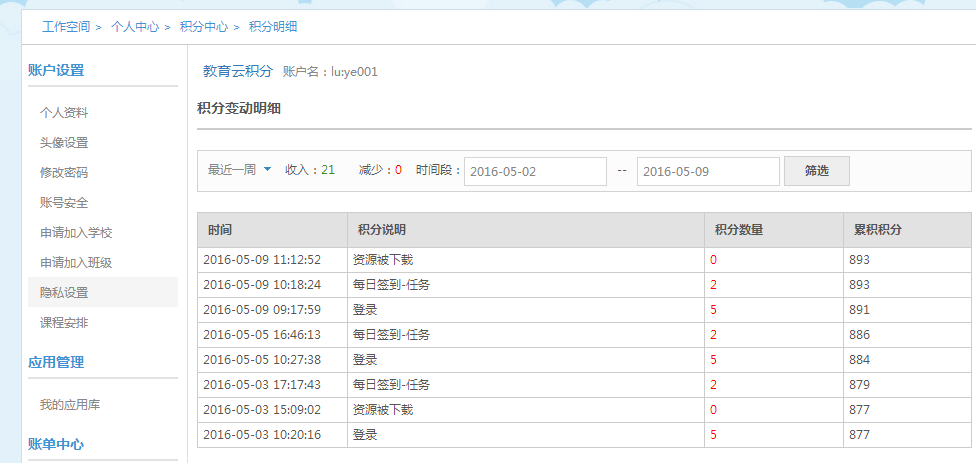 工作空间 > 个人中心 > 积分中心 > 积分明细
账户设置
个人资料
头像设置
修改密码
账号安全
申请加入学校
申请加入班级
隐私设置
课程安排
应用管理
我的应用库
账单中心
教育云积分 账户名：lu:ye001
积分变动明细
最近一周 收入：21 减少：0 时间段： 2016-05-02 -- 2016-05-09 筛选
时间 积分说明 积分数量 累积积分
2016-05-09 11:12:52 资源被下载 0 893
2016-05-09 10:18:24 每日签到-任务 2 893
2016-05-09 09:17:59 登录 5 891
2016-05-05 16:46:13 每日签到-任务 2 886
2016-05-05 10:27:38 登录 5 884
2016-05-03 17:17:43 每日签到-任务 2 879
2016-05-03 15:09:02 资源被下载 0 877
2016-05-03 10:20:16 登录 5 877